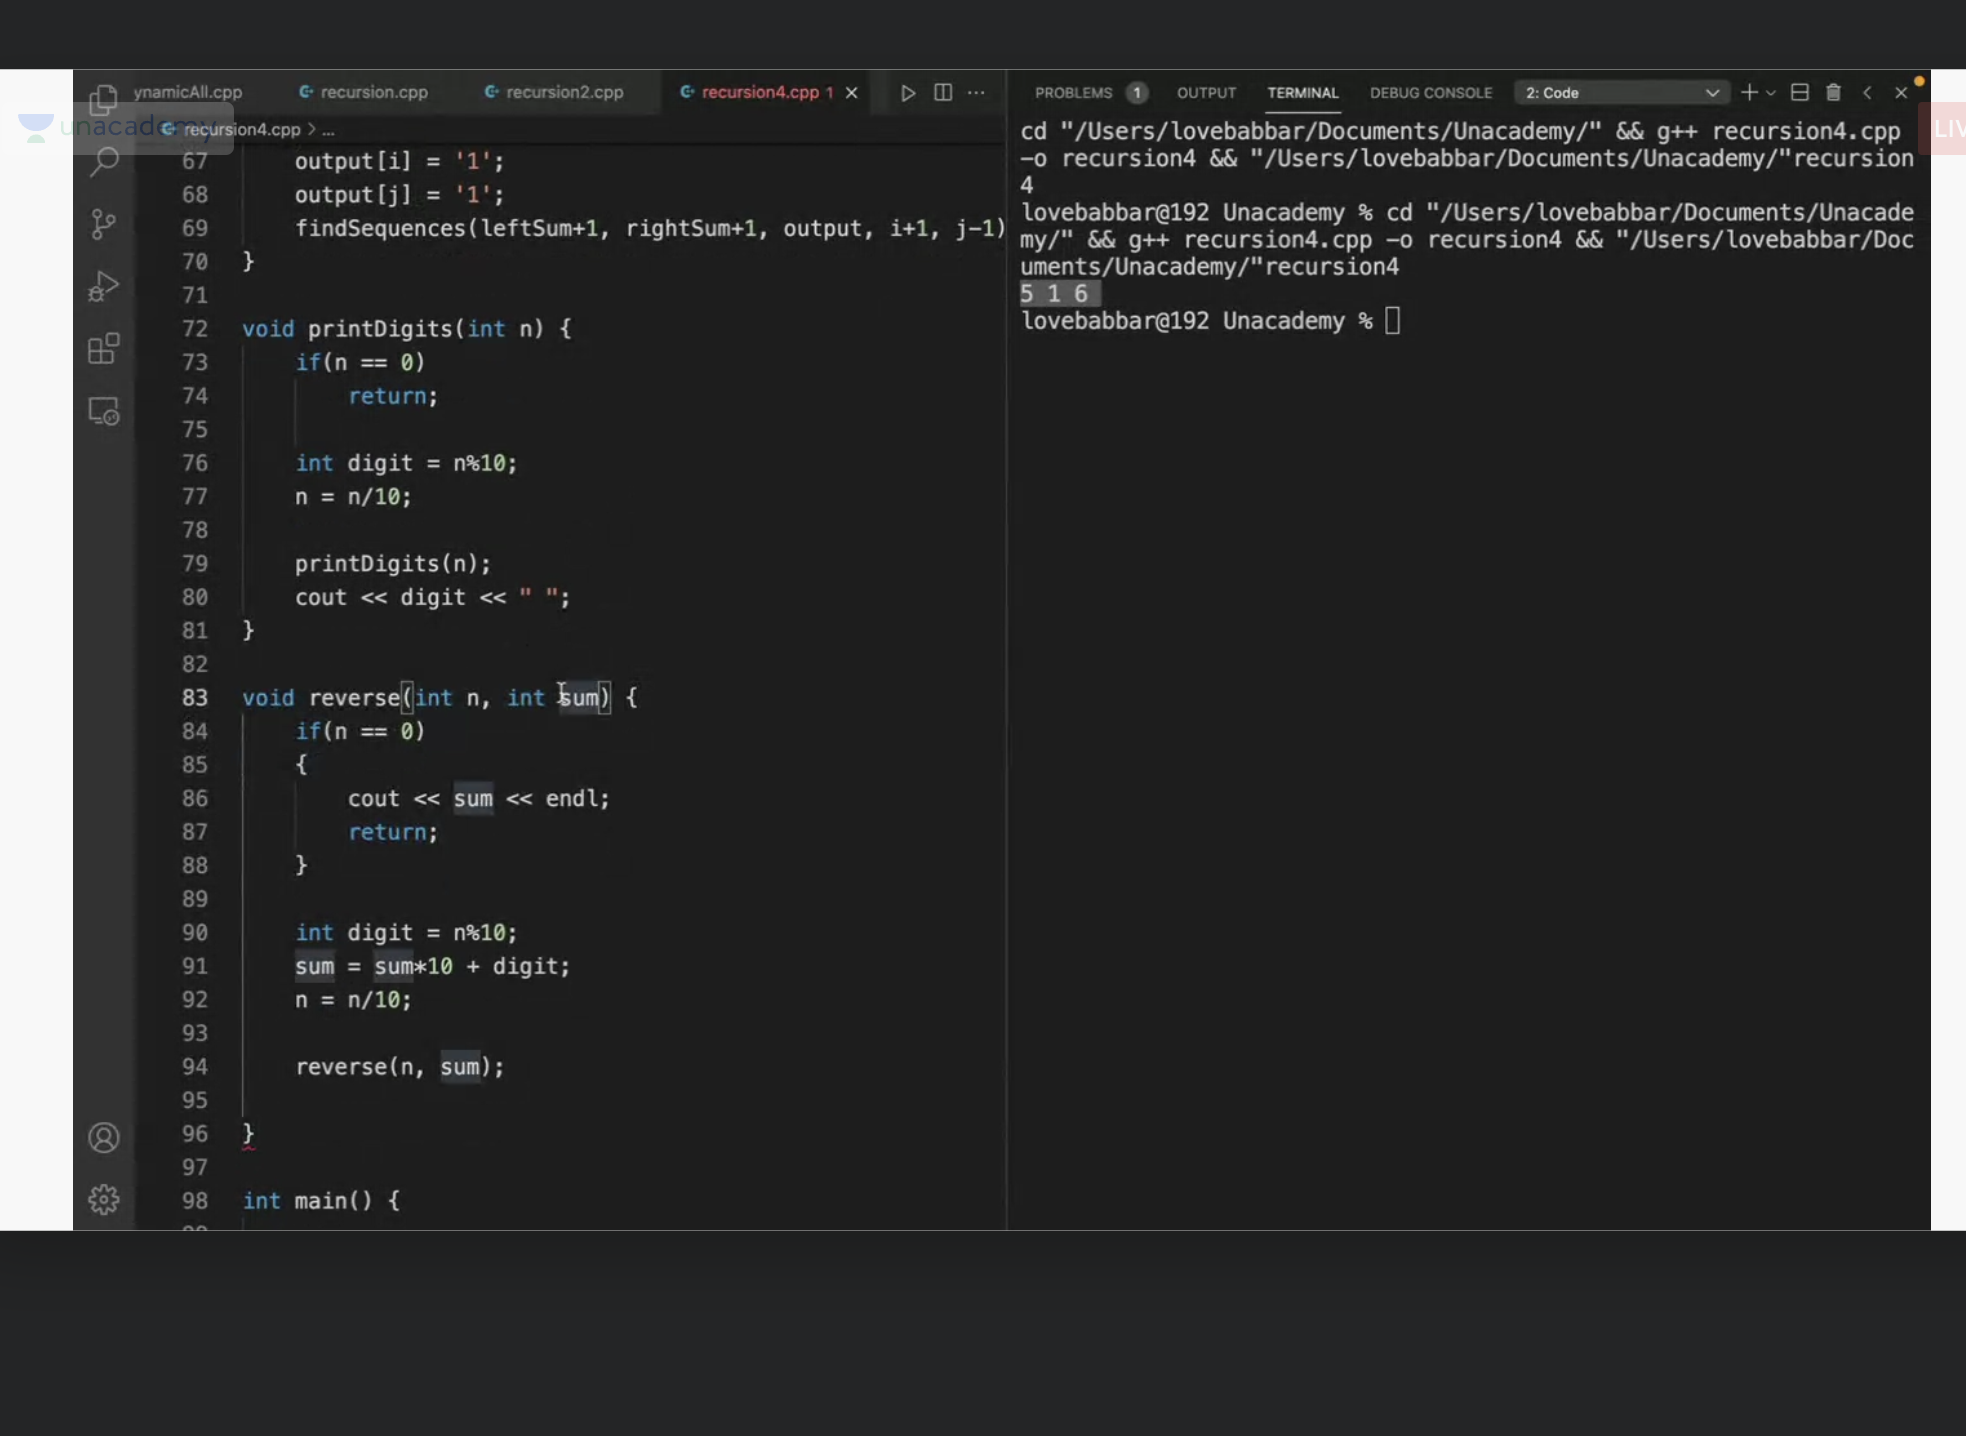 ynamicAll.cpp recursion.cpp recursion2.cpp recursion4.cpp 1
unacademy
recursion4.cpp > ...
67 output[i] = '1';
68 output[j] = '1';
69 findSequences(leftSum+1, rightSum+1, output, i+1, j-1)
70 }
71
72 void printDigits(int n) {
73 if(n == 0)
74 return;
75
76 int digit = n%10;
77 n = n/10;
78
79 printDigits(n);
80 cout << digit << " ";
81 }
82
83 void reverse(int n, int sum) {
84 if(n == 0)
85 {
86 cout << sum << endl;
87 return;
88 }
89
90 int digit = n%10;
91 sum = sum*10 + digit;
92 n = n/10;
93
94 reverse(n, sum);
95
96 }
97
98 int main() {
PROBLEMS 1 OUTPUT TERMINAL DEBUG CONSOLE 2: Code
LIV
cd "/Users/lovebabbar/Documents/Unacademy/" && g++ recursion4.cpp
-o recursion4 && "/Users/lovebabbar/Documents/Unacademy/"recursion
4
lovebabbar@192 Unacademy % cd "/Users/lovebabbar/Documents/Unacade
my/" && g++ recursion4.cpp -o recursion4 && "/Users/lovebabbar/Doc
uments/Unacademy/"recursion4
5 1 6
lovebabbar@192 Unacademy %